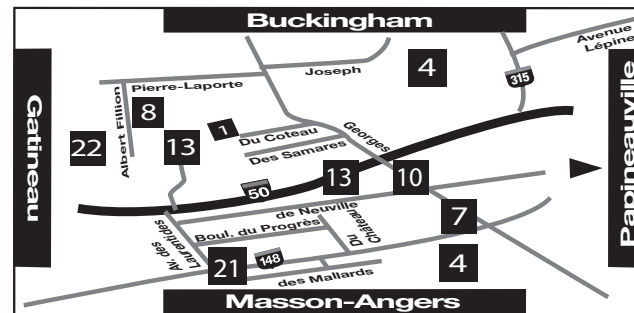 Buckingham
Avenue
Lépine
Joseph
4
315
Pierre-Laporte
Gatineau
Papineauville
8
Albert Fillion
1
Georges
Du Coteau
22
13
Des Samares
50
13
10
de Neuville
7
Av. des
Laurentides
Boul. du Progrès
Du
Château
21
148
4
des Mallards
Masson-Angers